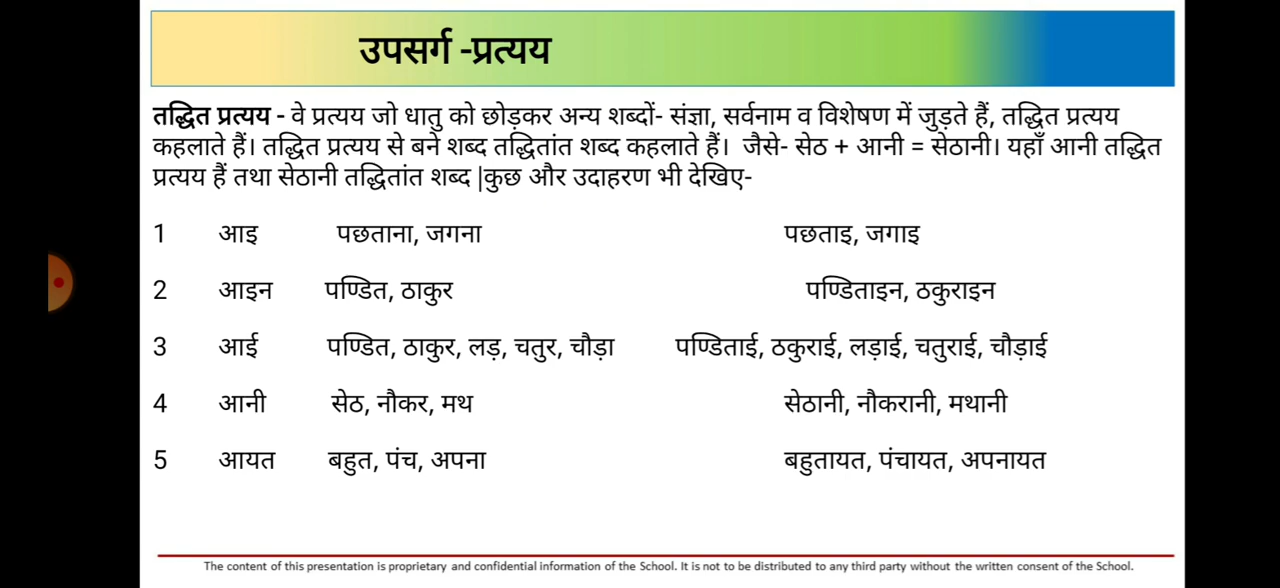 उपसर्ग -प्रत्यय
तद्धित प्रत्यय - वे प्रत्यय जो धातु को छोड़कर अन्य शब्दों- संज्ञा, सर्वनाम व विशेषण में जुड़ते हैं, तद्धित प्रत्यय
कहलाते हैं। तद्धित प्रत्यय से बने शब्द तद्धितांत शब्द कहलाते हैं। जैसे- सेठ + आनी = सेठानी। यहाँ आनी तद्धित
प्रत्यय हैं तथा सेठानी तद्धितांत शब्द |कुछ और उदाहरण भी देखिए-
1 आइ पछताना, जगना पछताइ, जगाइ
2 आइन पण्डित, ठाकुर पण्डिताइन, ठकुराइन
3 आई पण्डित, ठाकुर, लड़, चतुर, चौड़ा पण्डिताई, ठकुराई, लड़ाई, चतुराई, चौड़ाई
4 आनी सेठ, नौकर, मथ सेठानी, नौकरानी, मथानी
5 आयत बहुत, पंच, अपना बहुतायत, पंचायत, अपनायत
The content of this presentation is proprietary and confidential information of the School. It is not to be distributed to any third party without the written consent of the School.